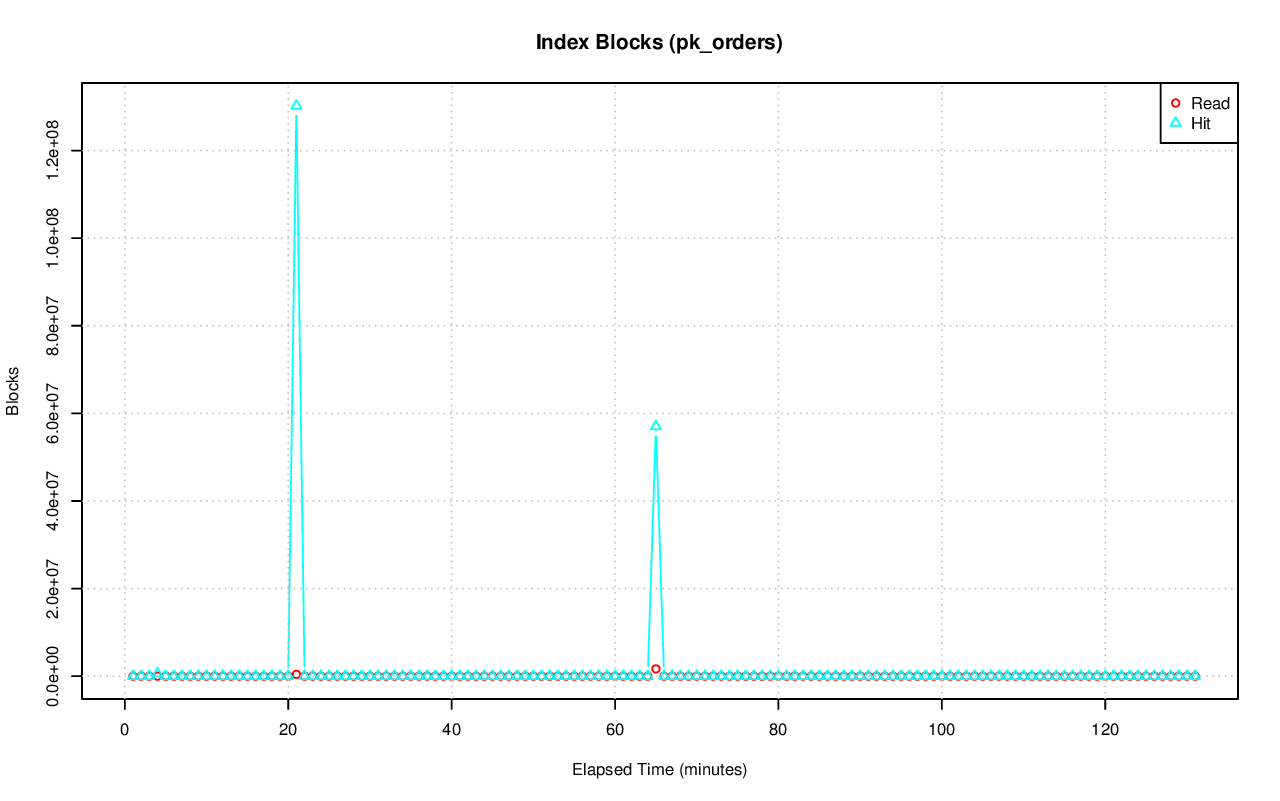 Index Blocks (pk_orders)
Read
Hit
1.2e+08
1.0e+08
8.0e+07
6.0e+07
4.0e+07
2.0e+07
0.0e+00
Blocks
0 20 40 60 80 100 120
Elapsed Time (minutes)